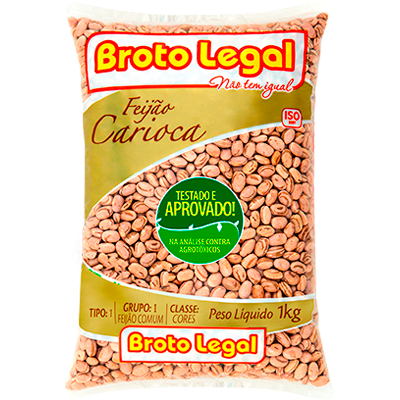 Broto Legal
Não tem igual
Feijão
Carioca
ISO
TESTADO E
APROVADO!
NA ANÁLISE CONTRA
AGROTÓXICOS
TIPO: 1
GRUPO: 1
FEIJÃO COMUM
CLASSE:
CORES
Peso Líquido 1kg
Broto Legal